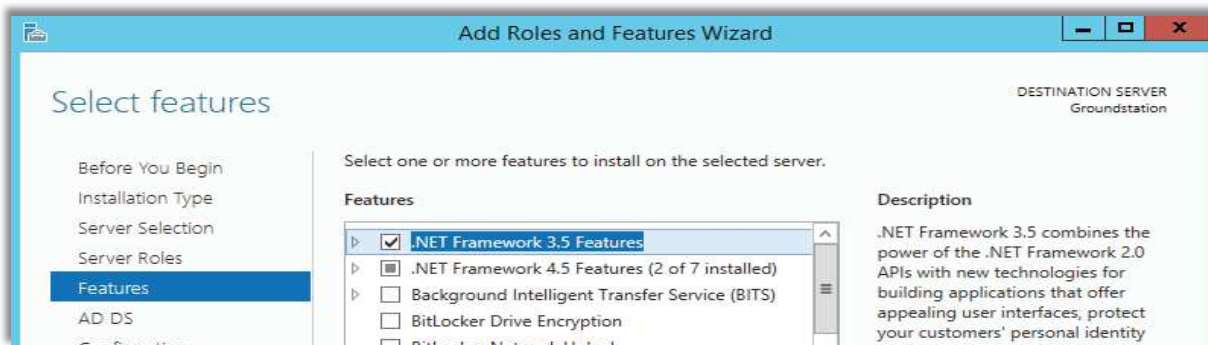 Add Roles and Features Wizard
Select features
DESTINATION SERVER
Groundstation
Before You Begin
Installation Type
Server Selection
Server Roles
Features
AD DS
Select one or more features to install on the selected server.
Features
.NET Framework 3.5 Features
.NET Framework 4.5 Features (2 of 7 installed)
Background Intelligent Transfer Service (BITS)
BitLocker Drive Encryption
Description
.NET Framework 3.5 combines the
power of the .NET Framework 2.0
APIs with new technologies for
building applications that offer
appealing user interfaces, protect
your customers' personal identity